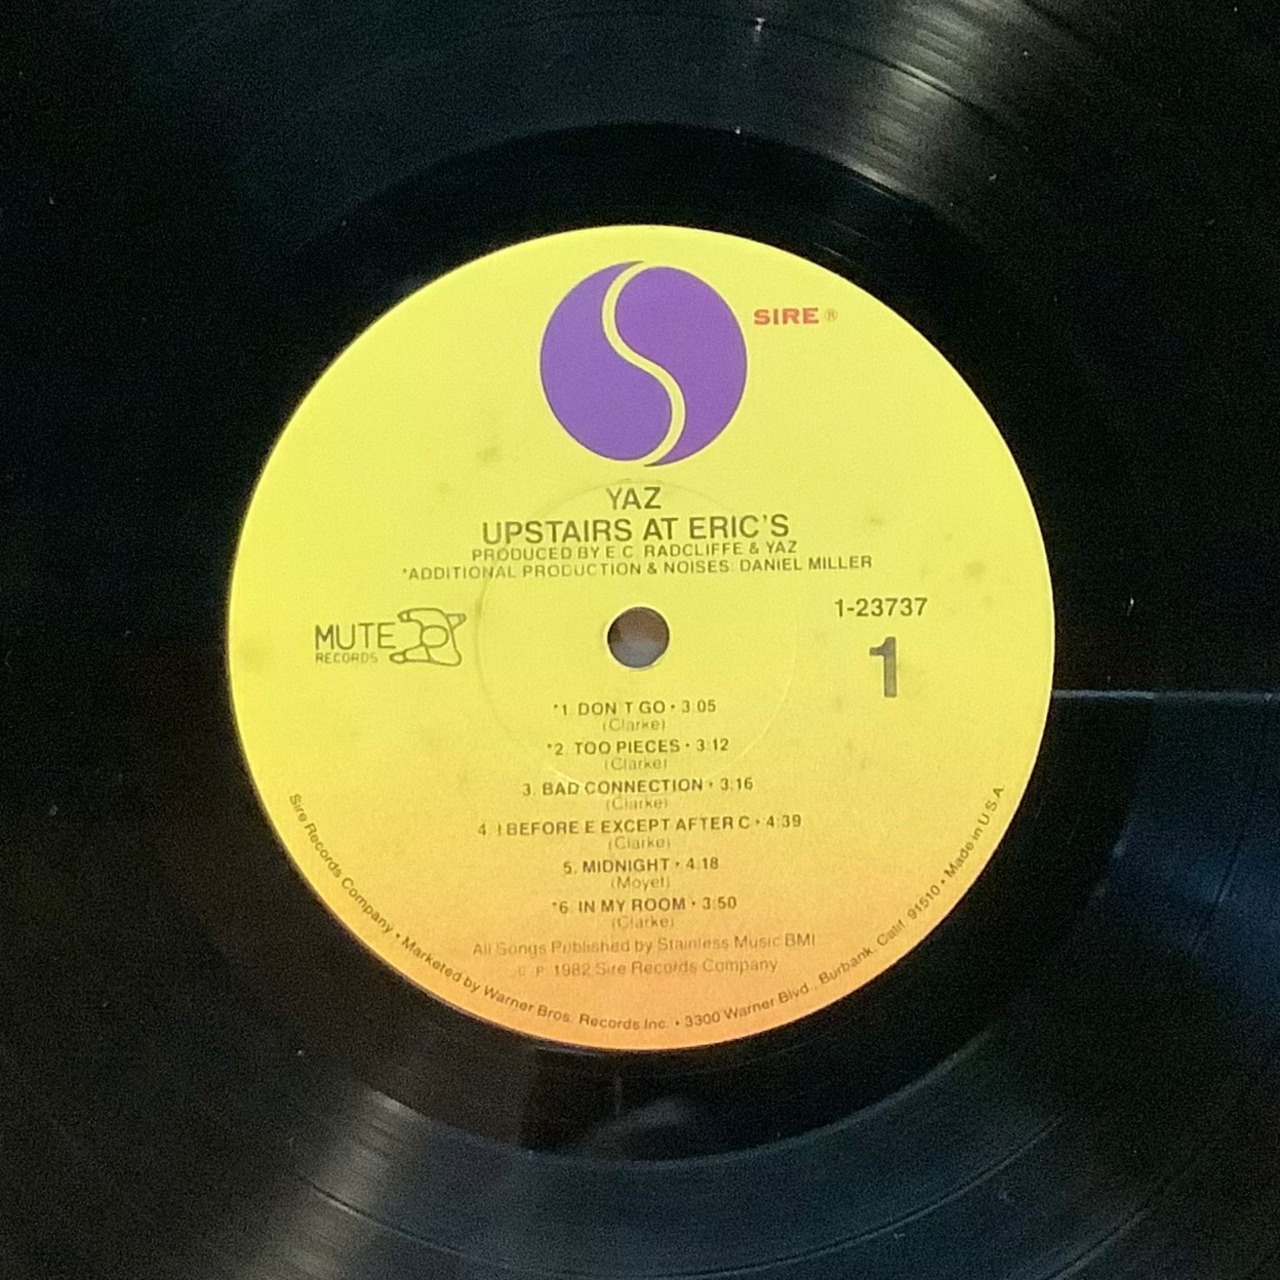 SIRE ®
YAZ
UPSTAIRS AT ERIC'S
PRODUCED BY E.C. RADCLIFFE & YAZ
*ADDITIONAL PRODUCTION & NOISES: DANIEL MILLER
MUTE
RECORDS
1-23737
1
*1. DON'T GO • 3:05
(Clarke)
*2. TOO PIECES • 3:12
(Clarke)
3. BAD CONNECTION • 3:16
(Clarke)
4. I BEFORE E EXCEPT AFTER C • 4:39
(Clarke)
5. MIDNIGHT • 4:18
(Moyet)
*6. IN MY ROOM • 3:50
(Clarke)
All Songs Published by Stainless Music BMI
© ℗ 1982 Sire Records Company
Sire Records Company • Marketed by Warner Bros. Records Inc. • 3300 Warner Blvd., Burbank, Calif. 91510 • Made in U.S.A.